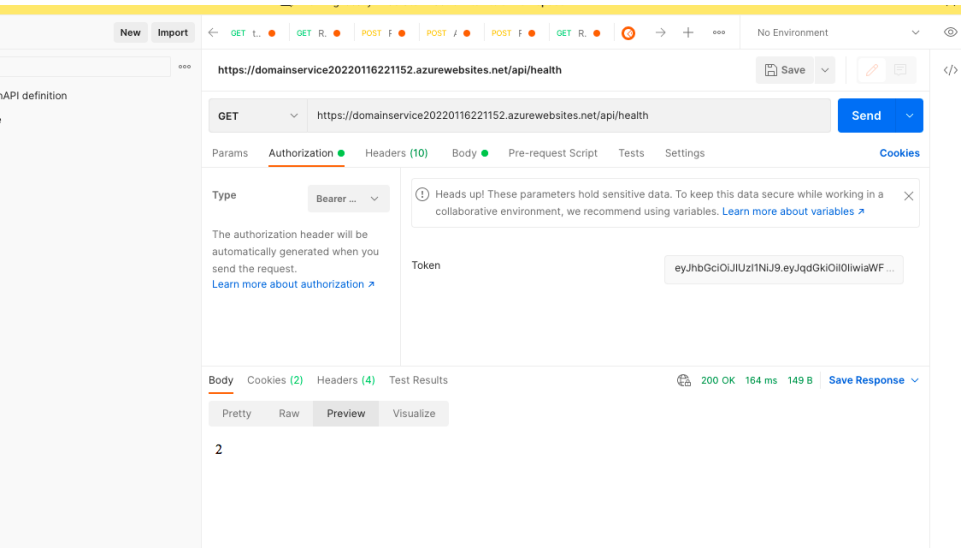 New Import GET t.. GET R. POST F POST A POST F GET R. No Environment
https://domainservice20220116221152.azurewebsites.net/api/health Save
nAPI definition
GET https://domainservice20220116221152.azurewebsites.net/api/health Send
Params Authorization Headers (10) Body Pre-request Script Tests Settings Cookies
Type Bearer ...
Heads up! These parameters hold sensitive data. To keep this data secure while working in a
collaborative environment, we recommend using variables. Learn more about variables
The authorization header will be
automatically generated when you
send the request.
Learn more about authorization
Token eyJhbGciOiJIUzI1NiJ9.eyJqdGkiOiI0IiwiaWF ...
Body Cookies (2) Headers (4) Test Results 200 OK 164 ms 149 B Save Response
Pretty Raw Preview Visualize
2